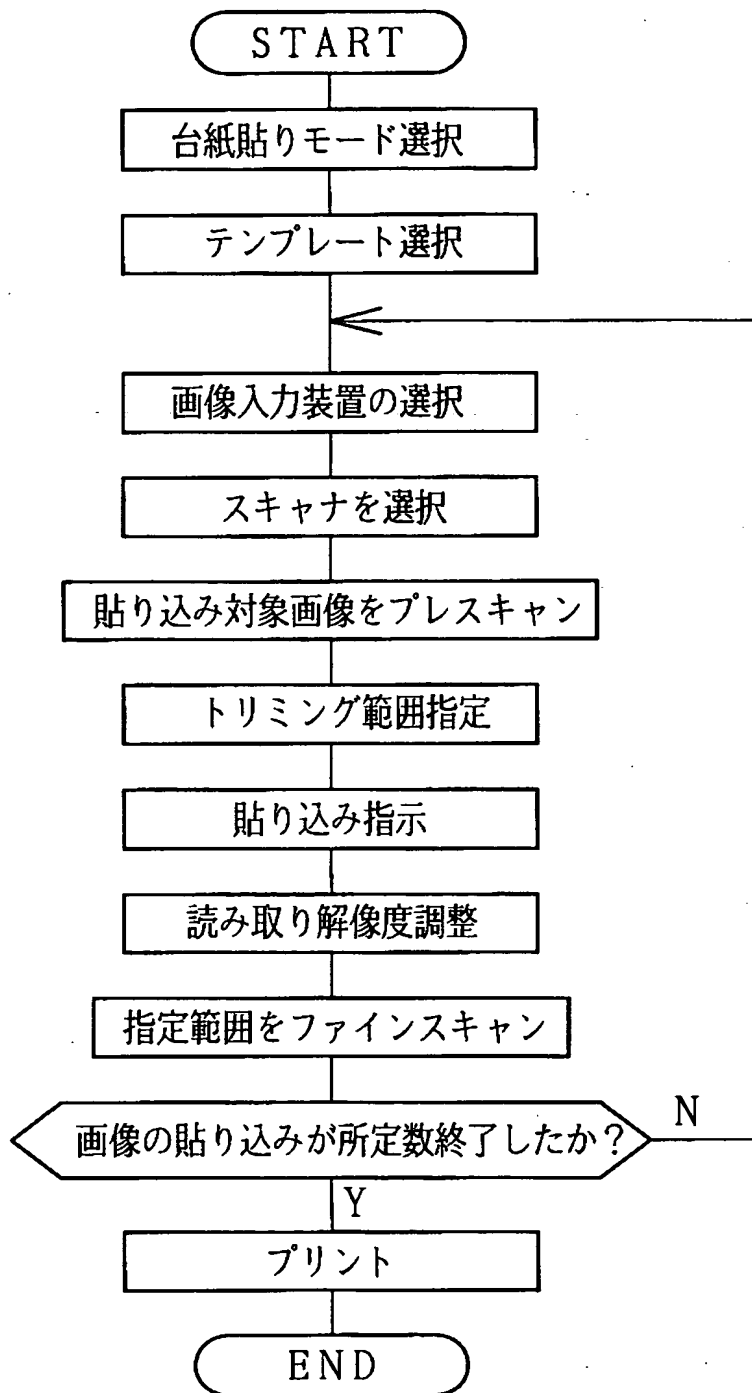 START
台紙貼りモード選択
テンプレート選択
画像入力装置の選択
スキャナを選択
貼り込み対象画像をプレスキャン
トリミング範囲指定
貼り込み指示
読み取り解像度調整
指定範囲をファインスキャン
画像の貼り込みが所定数終了したか？
N
Y
プリント
END